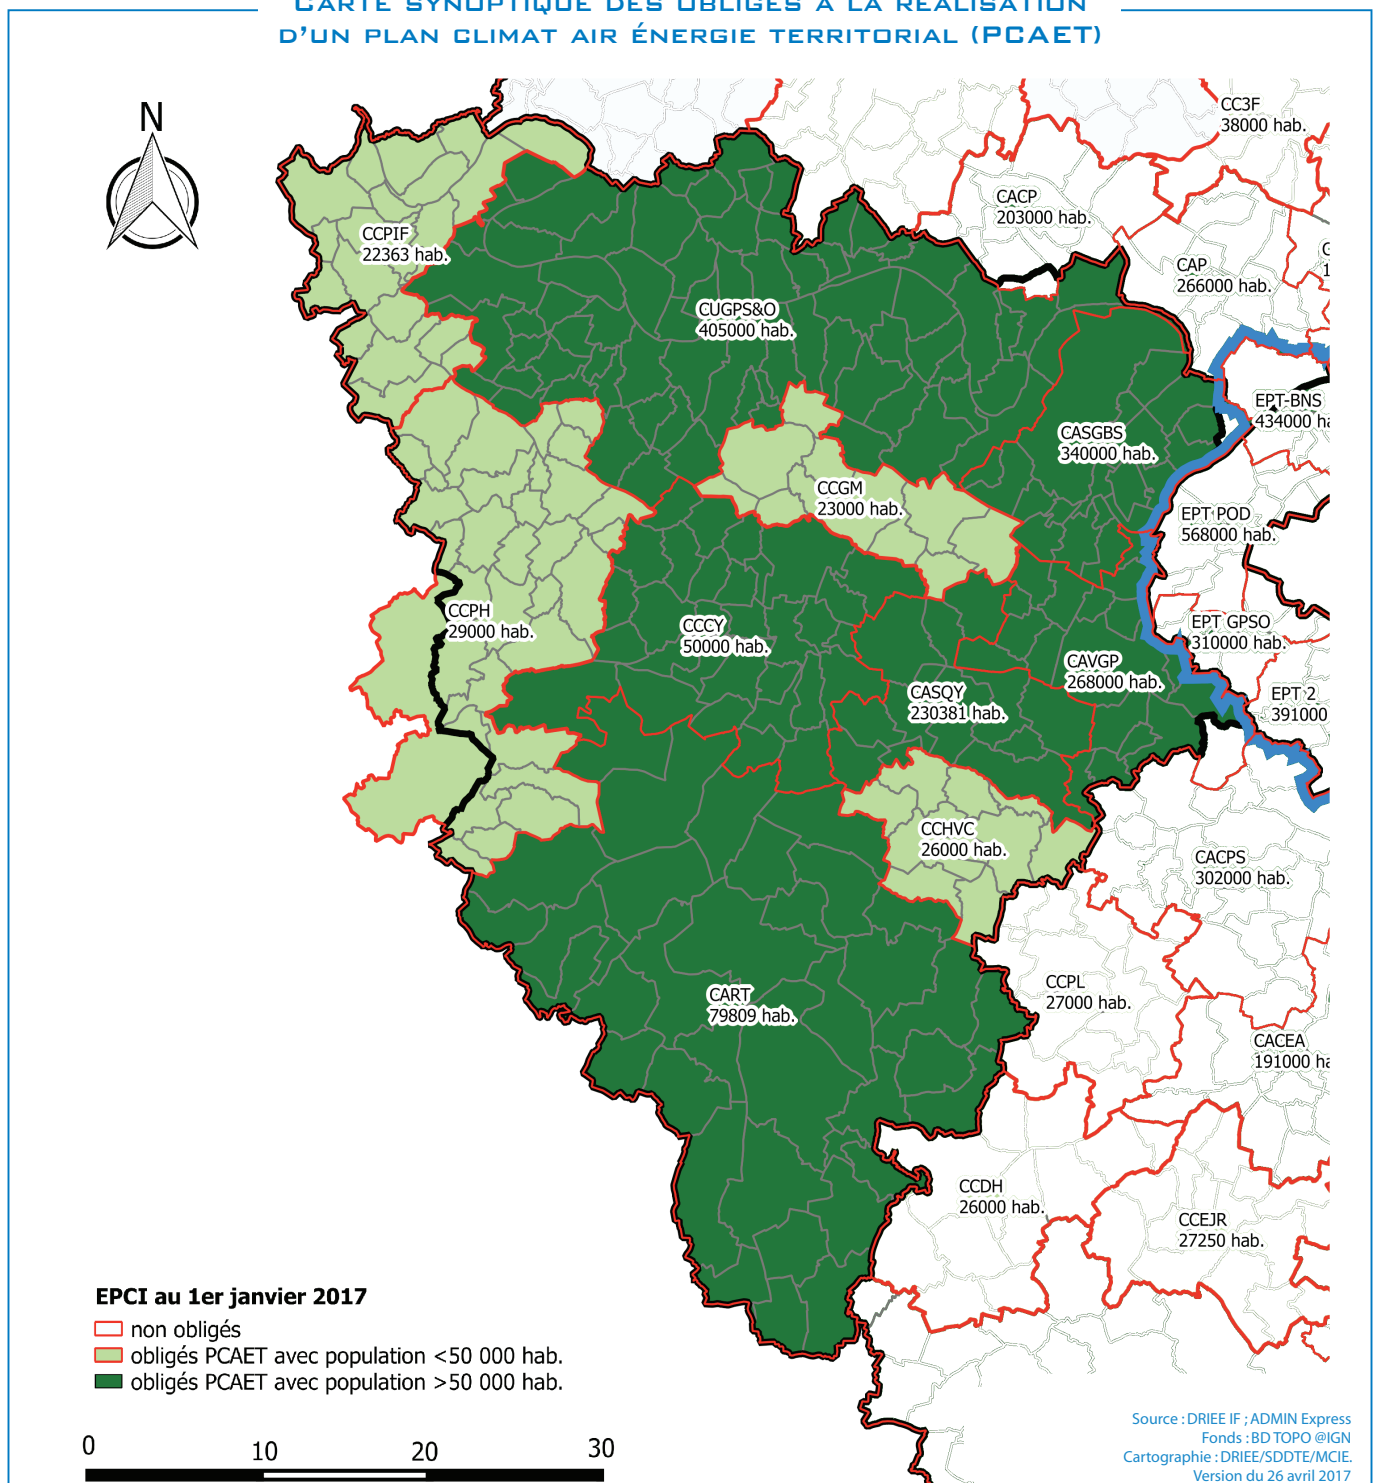 CARTE SYNOPTIQUE DES OBLIGÉS À LA RÉALISATION
D'UN PLAN CLIMAT AIR ÉNERGIE TERRITORIAL (PCAET)
N
CC3F
38000 hab.
CACP
203000 hab.
CCPIF
22363 hab.
CAP
266000 hab.
CUGPS&O
405000 hab.
EPT-BNS
434000 ha
CASGBS
340000 hab.
CCGM
23000 hab.
EPT POD
568000 hab.
CCPH
29000 hab.
CCCY
50000 hab.
EPT GPSO
310000 hab.
CAVGP
268000 hab.
CASQY
230381 hab.
EPT 2
391000
CCHVC
26000 hab.
CACPS
302000 hab.
CCPL
27000 hab.
CART
79809 hab.
CACEA
191000 ha
CCDH
26000 hab.
CCEJR
27250 hab.
EPCI au 1er janvier 2017
non obligés
obligés PCAET avec population <50 000 hab.
obligés PCAET avec population >50 000 hab.
0 10 20 30
Source : DRIEE IF ; ADMIN Express
Fonds : BD TOPO @IGN
Cartographie : DRIEE/SDDTE/MCIE.
Version du 26 avril 2017